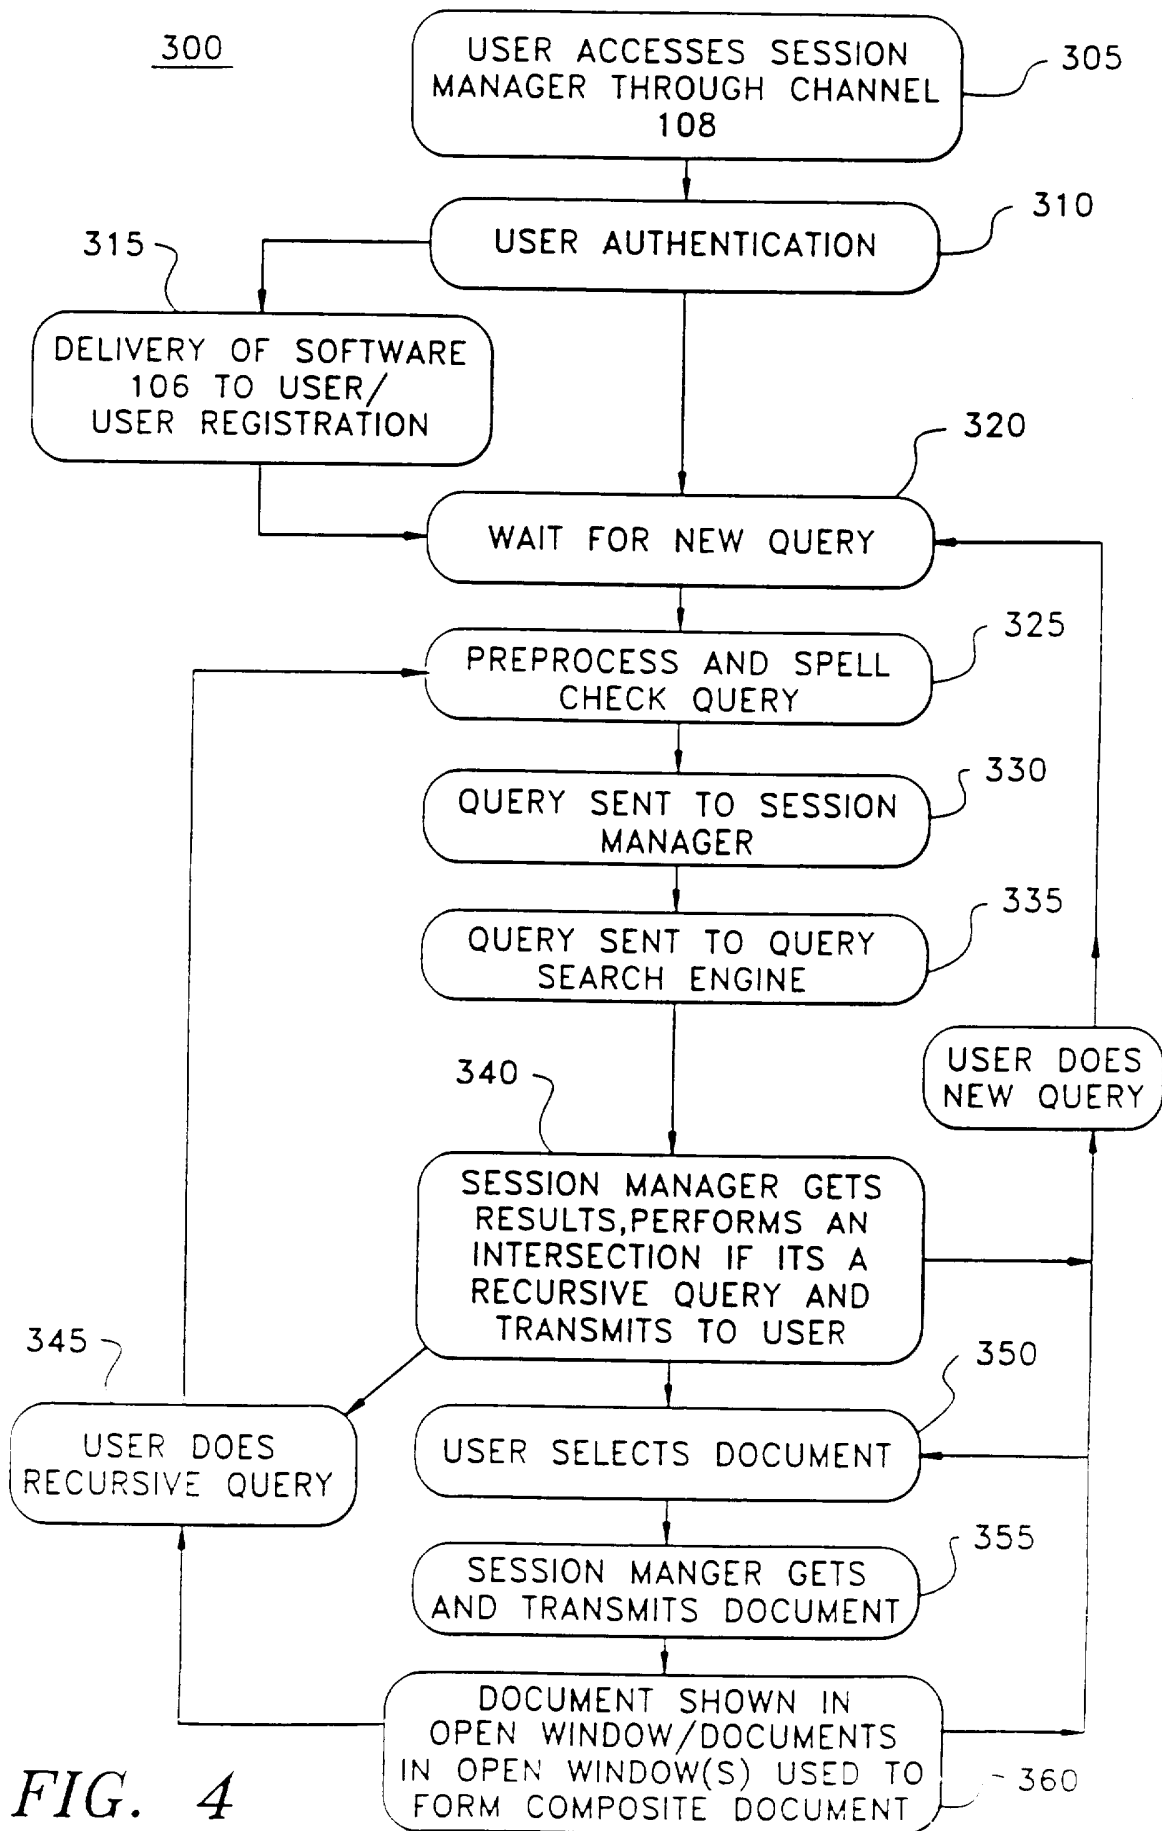 300
USER ACCESSES SESSION
MANAGER THROUGH CHANNEL
108
305
USER AUTHENTICATION
310
315
DELIVERY OF SOFTWARE
106 TO USER/
USER REGISTRATION
320
WAIT FOR NEW QUERY
325
PREPROCESS AND SPELL
CHECK QUERY
330
QUERY SENT TO SESSION
MANAGER
335
QUERY SENT TO QUERY
SEARCH ENGINE
USER DOES
NEW QUERY
340
SESSION MANAGER GETS
RESULTS,PERFORMS AN
INTERSECTION IF ITS A
RECURSIVE QUERY AND
TRANSMITS TO USER
345
USER DOES
RECURSIVE QUERY
350
USER SELECTS DOCUMENT
355
SESSION MANGER GETS
AND TRANSMITS DOCUMENT
DOCUMENT SHOWN IN
OPEN WINDOW/DOCUMENTS
IN OPEN WINDOW(S) USED TO
FORM COMPOSITE DOCUMENT
360
FIG. 4